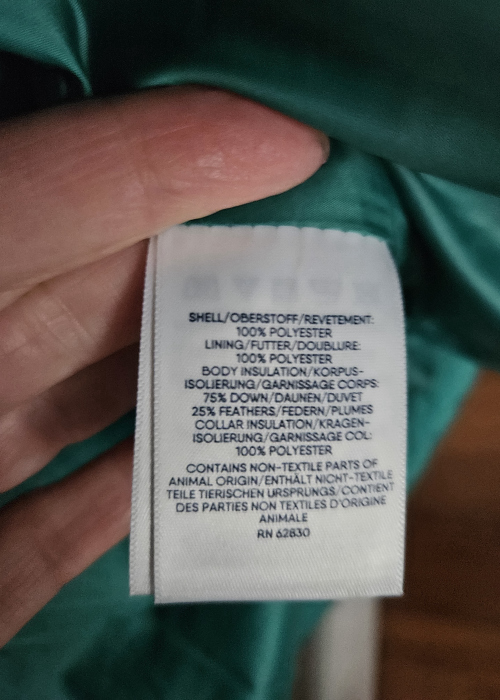 SHELL/OBERSTOFF/REVETEMENT:
100% POLYESTER
LINING/FUTTER/DOUBLURE:
100% POLYESTER
BODY INSULATION/KORPUS-
ISOLIERUNG/GARNISSAGE CORPS:
75% DOWN/DAUNEN/DUVET
25% FEATHERS/FEDERN/PLUMES
COLLAR INSULATION/KRAGEN-
ISOLIERUNG/GARNISSAGE COL:
100% POLYESTER
CONTAINS NON-TEXTILE PARTS OF
ANIMAL ORIGIN/ENTHÄLT NICHT-TEXTILE
TEILE TIERISCHEN URSPRUNGS/CONTIENT
DES PARTIES NON TEXTILES D'ORIGINE
ANIMALE
RN 62830